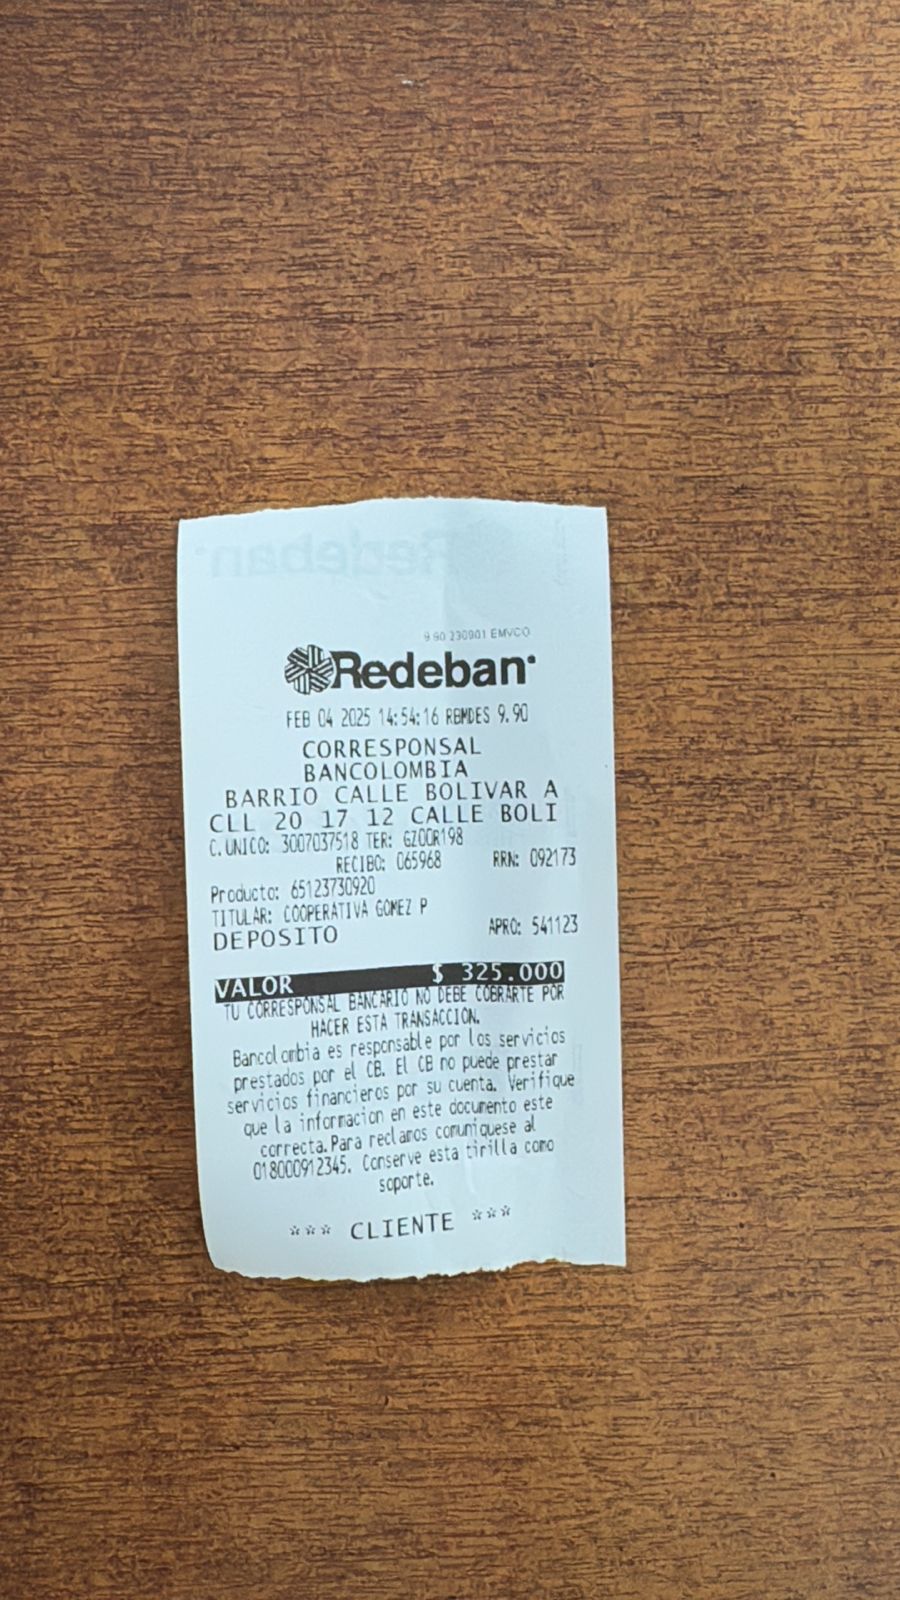 9.90 230901 EMVCO
Redeban
FEB 04 2025 14:54:16 RBMDES 9.90
CORRESPONSAL
BANCOLOMBIA
BARRIO CALLE BOLIVAR A
CLL 20 17 12 CALLE BOLI
C.UNICO: 3007037518 TER: GZ00R198
RECIBO: 065968 RRN: 092173
Producto: 65123730920
TITULAR: COOPERATIVA GOMEZ P
DEPOSITO APRO: 541123
VALOR $ 325.000
TU CORRESPONSAL BANCARIO NO DEBE COBRARTE POR
HACER ESTA TRANSACCION.
Bancolombia es responsable por los servicios
prestados por el CB. El CB no puede prestar
servicios financieros por su cuenta. Verifique
que la informacion en este documento este
correcta.Para reclamos comuniquese al
018000912345. Conserve esta tirilla como
soporte.
*** CLIENTE ***